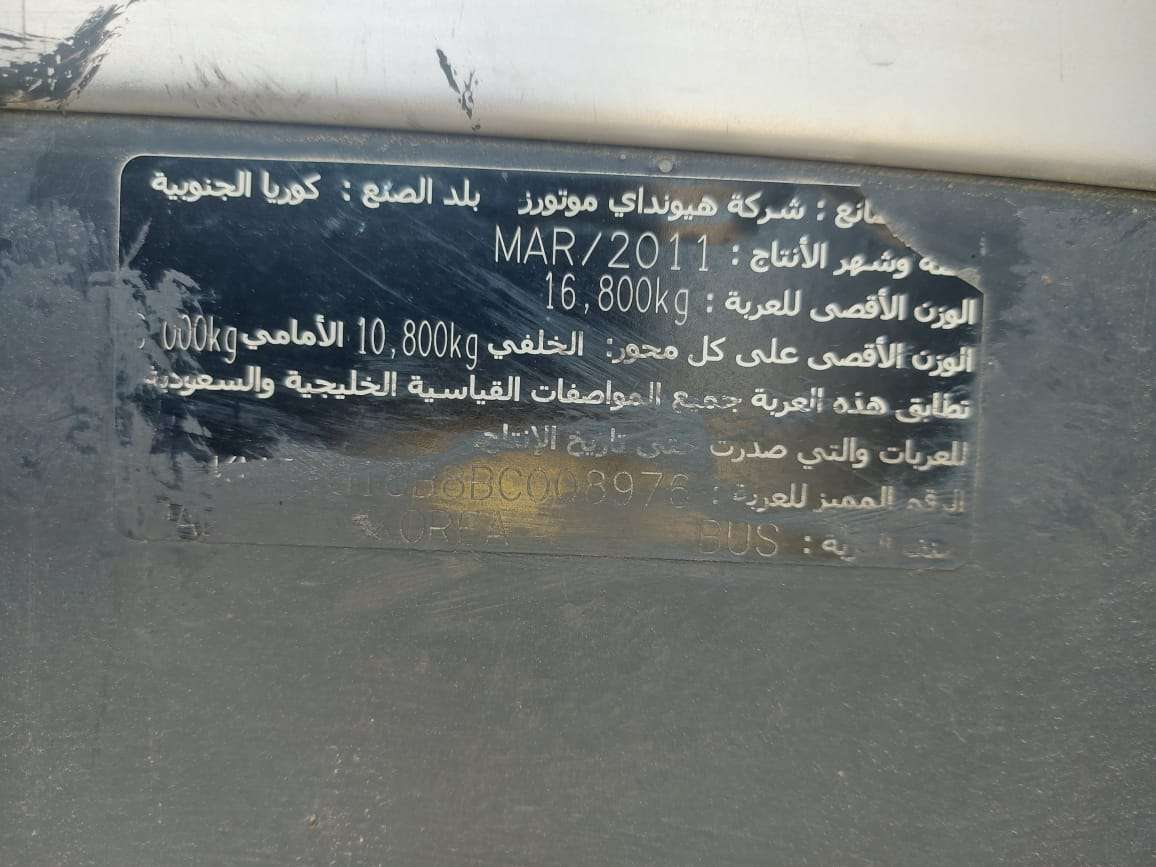 شركة هيونداي موتورز بلد الصنع : كوريا الجنوبية
وشهر الأنتاج : MAR/2011
الوزن الأقصى للعربة : 16,800kg
الوزن الأقصى على كل محور: الخلفي 10,800kg الأمامي
تطابق هذه العربة جميع المواصفات القياسية الخليجية والسعودية
للعربات والتي صدرت حتى تاريخ الإنتاج
الرقم المميز للعربة :
: BUS KOREA